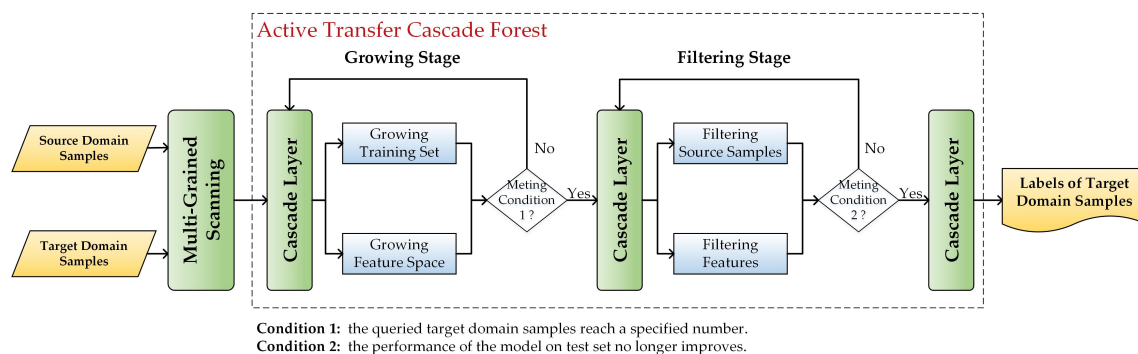 Active Transfer Cascade Forest
Growing Stage
Filtering Stage
Source Domain
Samples
Target Domain
Samples
Multi-Grained
Scanning
Cascade Layer
Growing
Training Set
Growing
Feature Space
No
Meting
Condition
1 ?
Yes
Cascade Layer
Filtering
Source Samples
Filtering
Features
No
Meting
Condition
2 ?
Yes
Cascade Layer
Labels of Target
Domain Samples
Condition 1: the queried target domain samples reach a specified number.
Condition 2: the performance of the model on test set no longer improves.